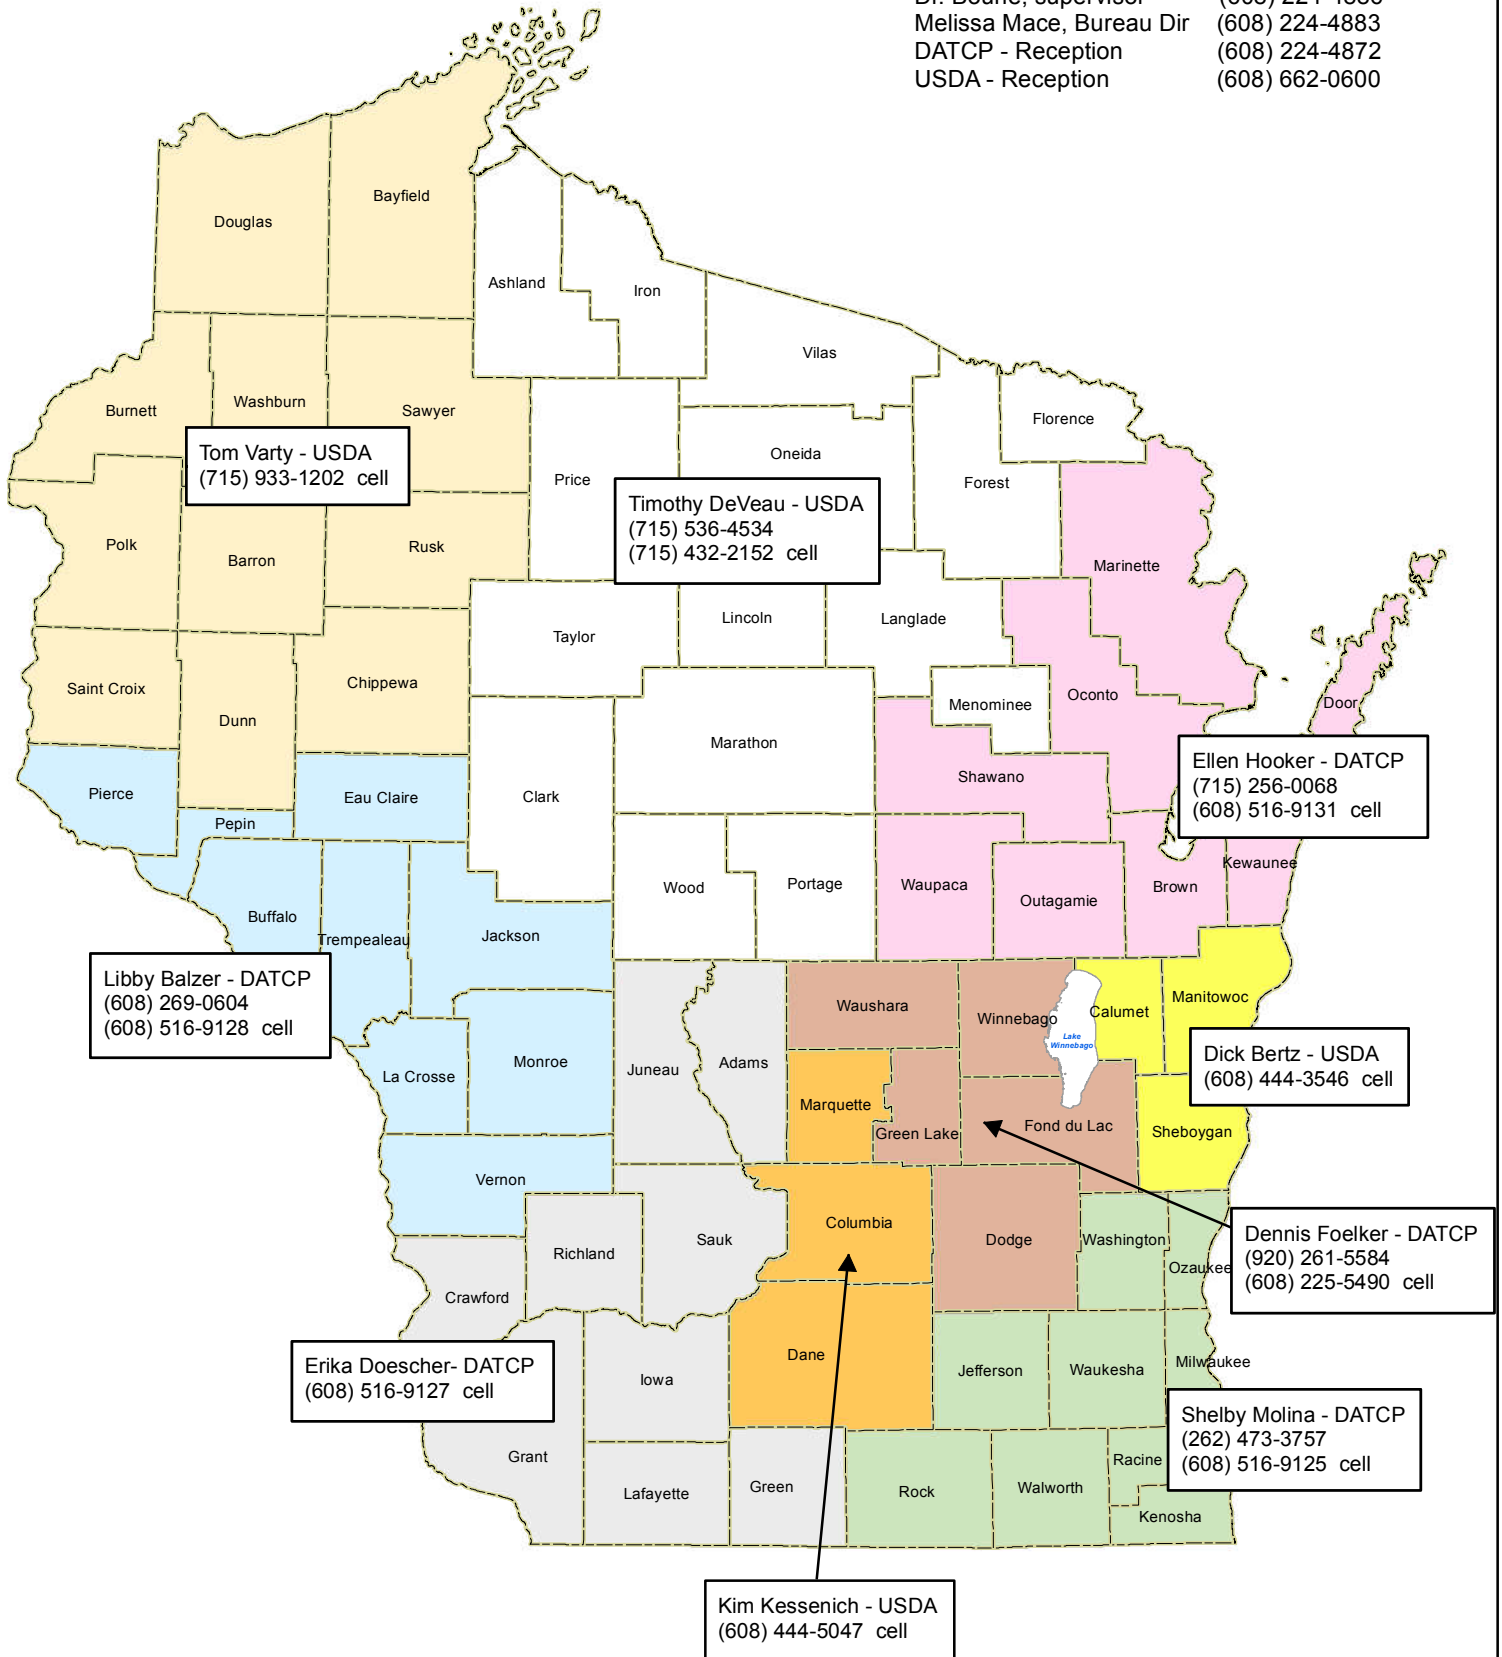 Melissa Mace, Bureau Dir (608) 224-4883
DATCP - Reception (608) 224-4872
USDA - Reception (608) 662-0600
Bayfield
Douglas
Ashland
Iron
Vilas
Burnett
Washburn
Sawyer
Florence
Tom Varty - USDA
(715) 933-1202 cell
Oneida
Price
Forest
Timothy DeVeau - USDA
(715) 536-4534
(715) 432-2152 cell
Polk
Barron
Rusk
Marinette
Taylor
Lincoln
Langlade
Saint Croix
Dunn
Chippewa
Menominee
Oconto
Door
Marathon
Ellen Hooker - DATCP
(715) 256-0068
(608) 516-9131 cell
Shawano
Pierce
Eau Claire
Clark
Pepin
Kewaunee
Wood
Portage
Waupaca
Outagamie
Brown
Buffalo
Trempealeau
Jackson
Libby Balzer - DATCP
(608) 269-0604
(608) 516-9128 cell
Waushara
Winnebago
Calumet
Manitowoc
Lake
Winnebago
Dick Bertz - USDA
(608) 444-3546 cell
La Crosse
Monroe
Juneau
Adams
Marquette
Green Lake
Fond du Lac
Sheboygan
Vernon
Columbia
Sauk
Richland
Dodge
Washington
Ozaukee
Dennis Foelker - DATCP
(920) 261-5584
(608) 225-5490 cell
Crawford
Erika Doescher- DATCP
(608) 516-9127 cell
Iowa
Dane
Jefferson
Waukesha
Milwaukee
Shelby Molina - DATCP
(262) 473-3757
(608) 516-9125 cell
Grant
Lafayette
Green
Rock
Walworth
Racine
Kenosha
Kim Kessenich - USDA
(608) 444-5047 cell